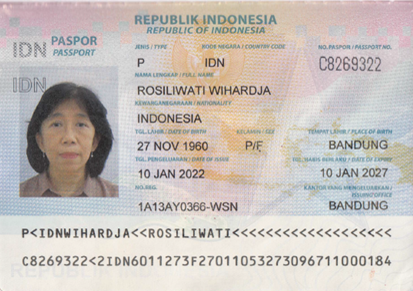 REPUBLIK INDONESIA
REPUBLIC OF INDONESIA
IDN PASPOR
PASSPORT
IDN
JENIS / TYPE KODE NEGARA / COUNTRY CODE NO. PASPOR / PASSPORT NO.
P IDN C8269322
NAMA LENGKAP / FULL NAME
ROSILIWATI WIHARDJA
KEWARGANEGARAAN / NATIONALITY
INDONESIA
TGL. LAHIR / DATE OF BIRTH KELAMIN / SEX TEMPAT LAHIR / PLACE OF BIRTH
27 NOV 1960 P/F BANDUNG
TGL. PENGELUARAN / DATE OF ISSUE TGL. HABIS BERLAKU / DATE OF EXPIRY
10 JAN 2022 10 JAN 2027
NO. REG. KANTOR YANG MENGELUARKAN /
ISSUING OFFICE
1A13AY0366-WSN BANDUNG
P<IDNWIHARDJA<<ROSILIWATI<<<<<<<<<<<<<<<<<<<
C8269322<2IDN6011273F2701105327309671100​0184